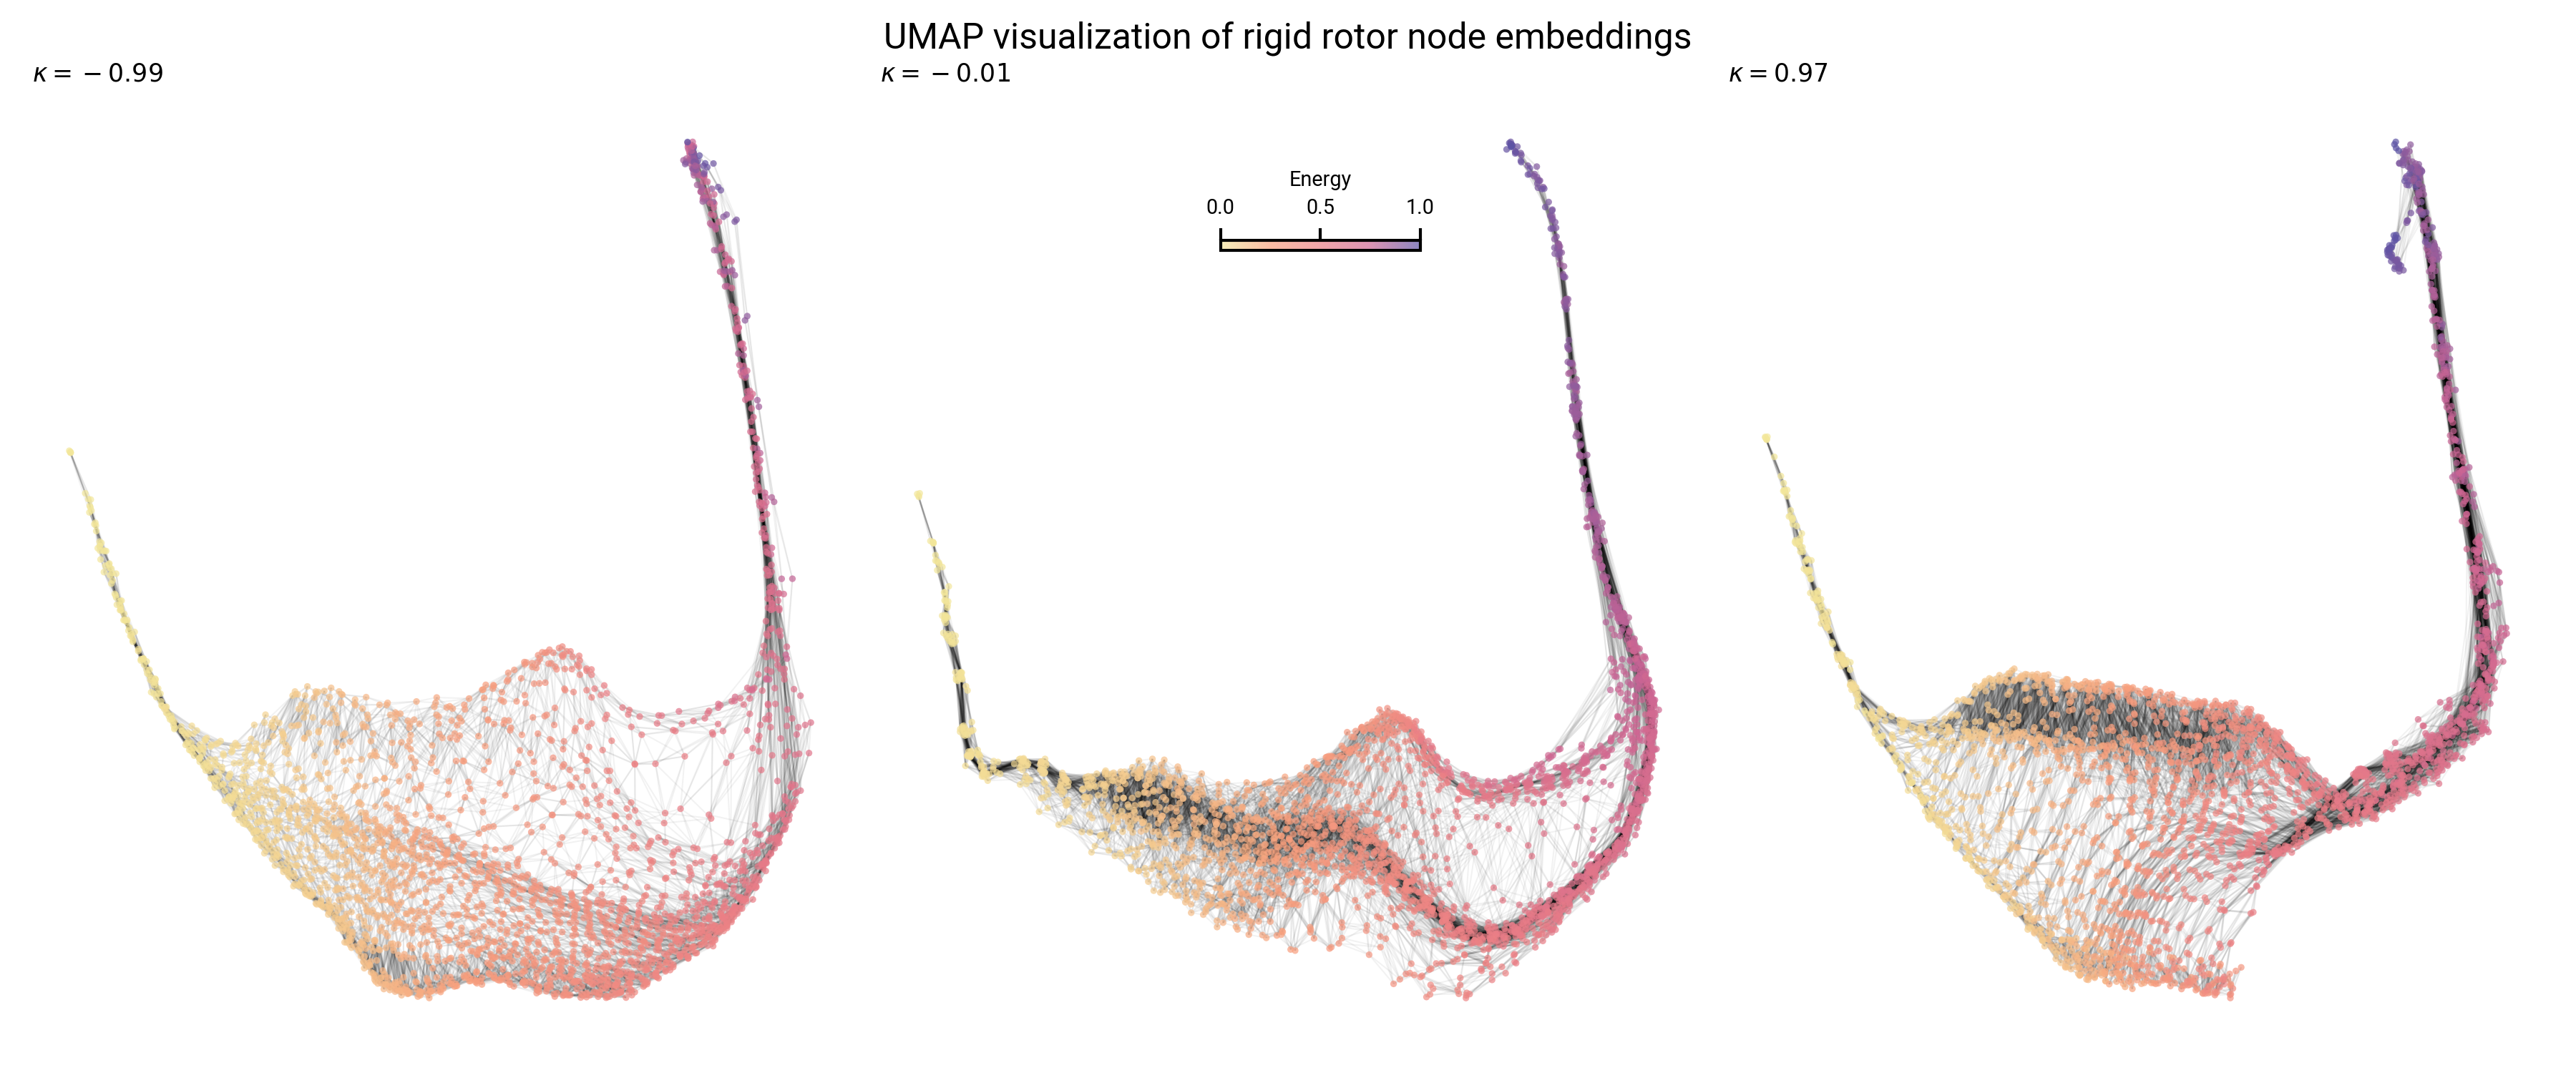 UMAP visualization of rigid rotor node embeddings
κ = − 0.99
κ = − 0.01
κ = 0.97
Energy
0.0 0.5 1.0